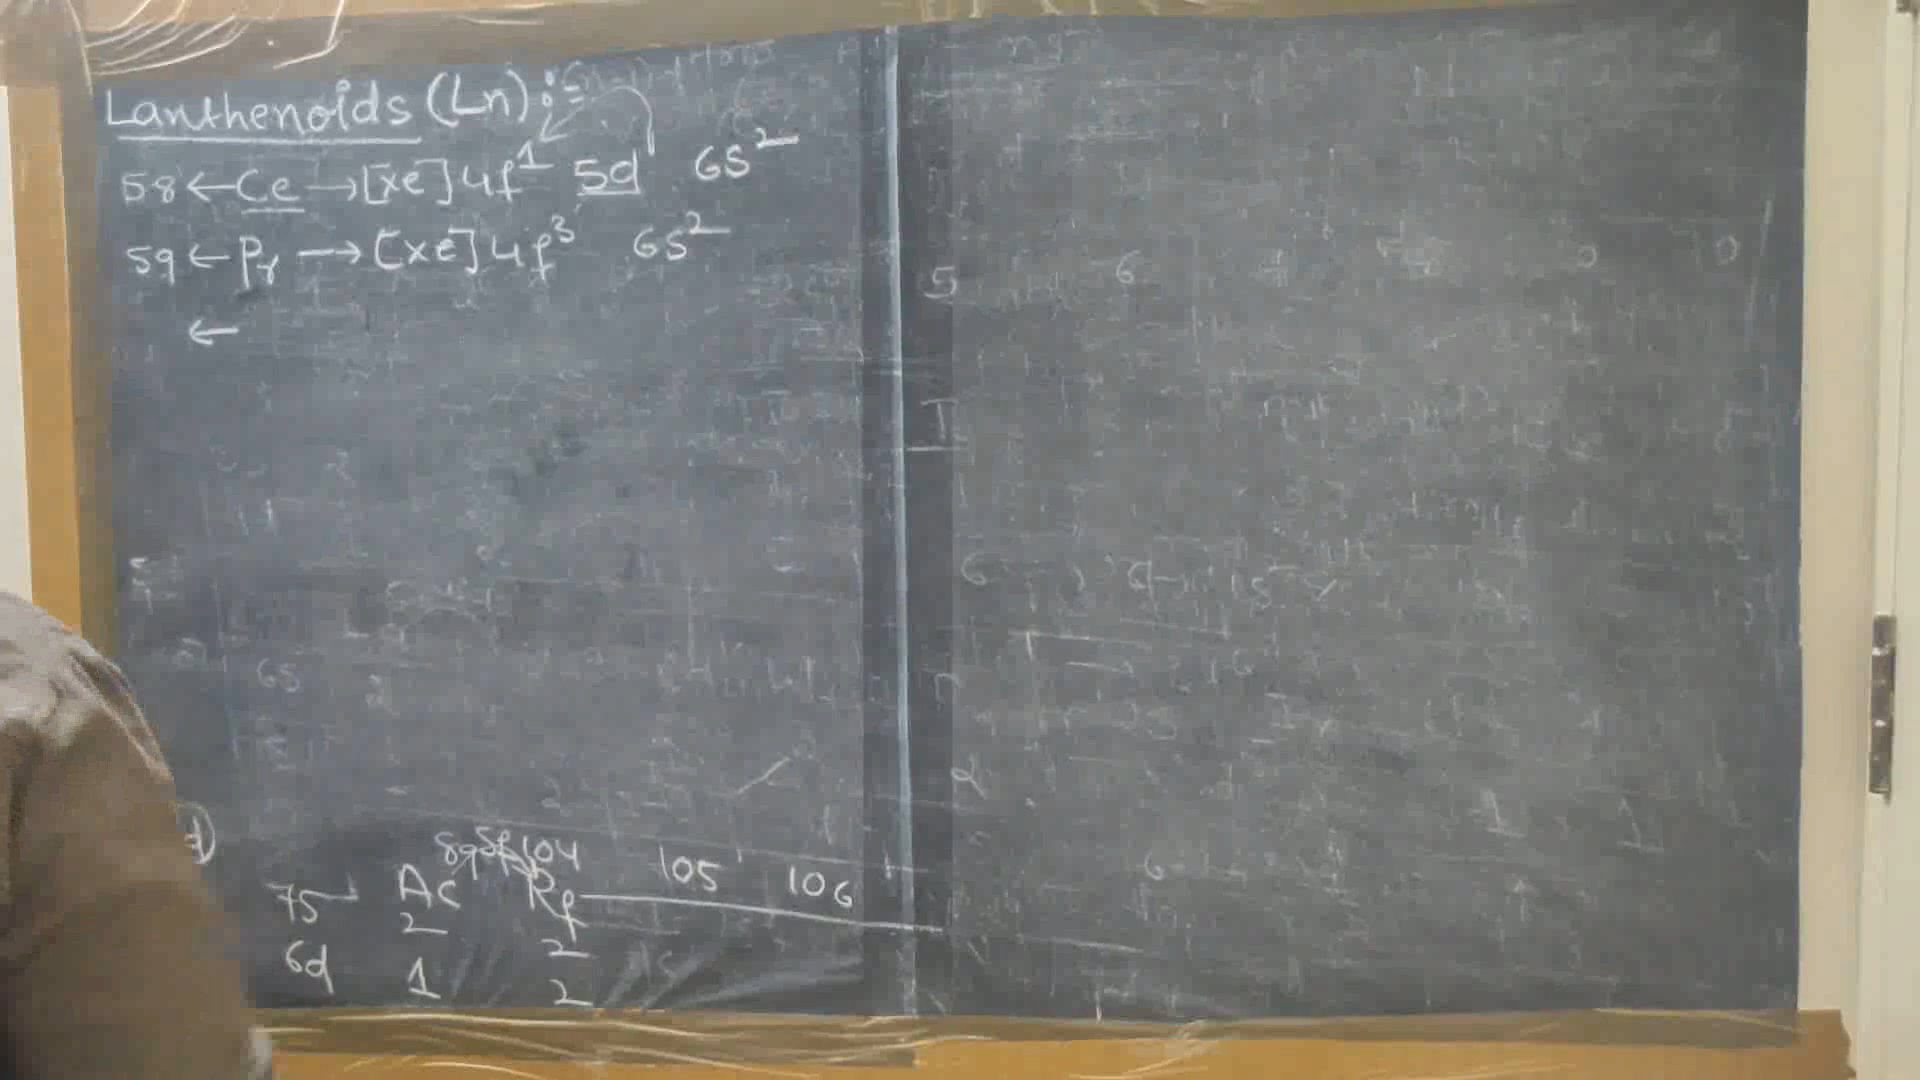 Lanthenoids (Ln) :-
58 ← Ce → [xe] 4f¹ 5d 6s²
59 ← Pr → [xe] 4f³ 6s²
←
89 5f 104 105 106
7s Ac Rf
2 2
6d 1 2